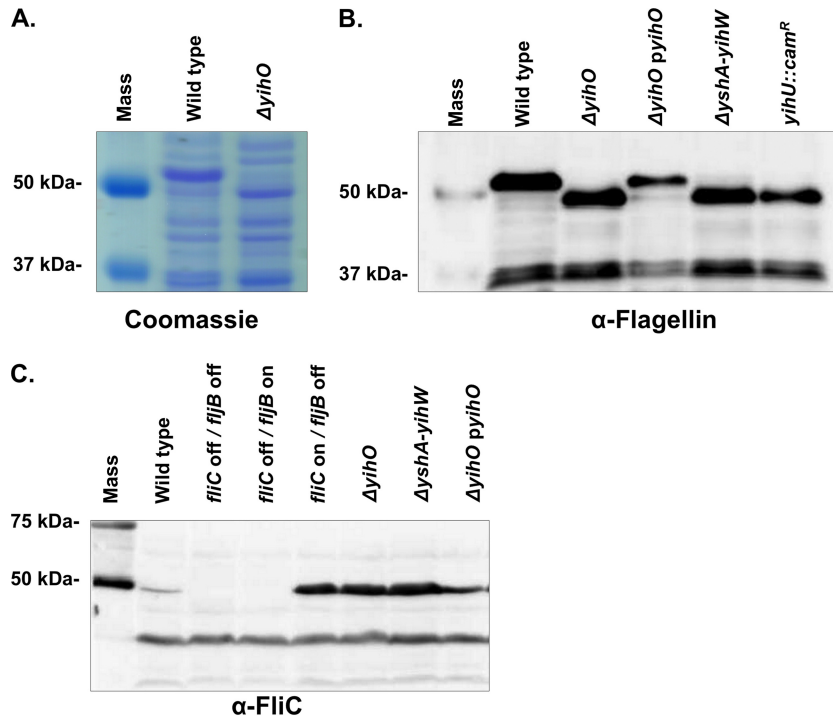 A.
Mass
Wild type
ΔyihO
50 kDa-
37 kDa-
Coomassie
B.
Mass
Wild type
ΔyihO
ΔyihO pyihO
ΔyshA-yihW
yihU::camR
50 kDa-
37 kDa-
α-Flagellin
C.
Mass
Wild type
fliC off / fljB off
fliC off / fljB on
fliC on / fljB off
ΔyihO
ΔyshA-yihW
ΔyihO pyihO
75 kDa-
50 kDa-
α-FliC